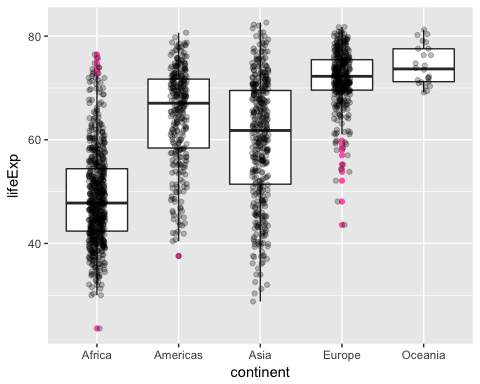 80
60
40
lifeExp
Africa
Americas
Asia
Europe
Oceania
continent